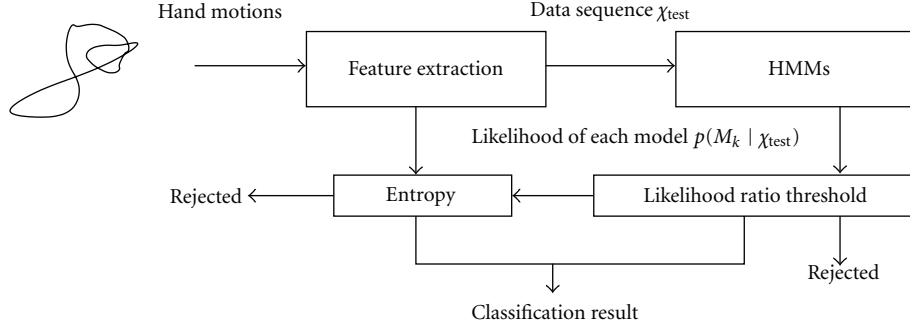 Hand motions
Data sequence χtest
Feature extraction
HMMs
Likelihood of each model p(Mk | χtest)
Rejected
Entropy
Likelihood ratio threshold
Rejected
Classification result